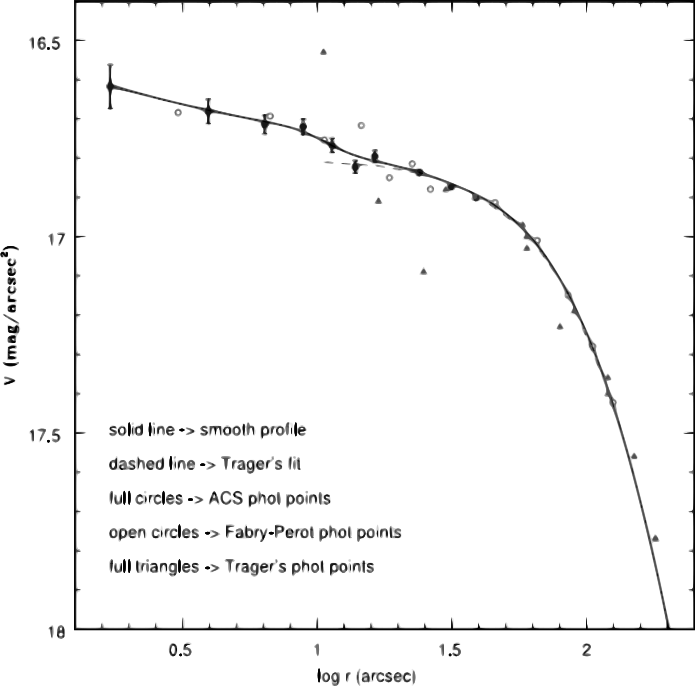 16.5
17
17.5
18
V (mag/arcsec²)
solid line -> smooth profile
dashed line -> Trager's fit
full circles -> ACS phot points
open circles -> Fabry-Perot phot points
full triangles -> Trager's phot points
0.5 1 1.5 2
log r (arcsec)